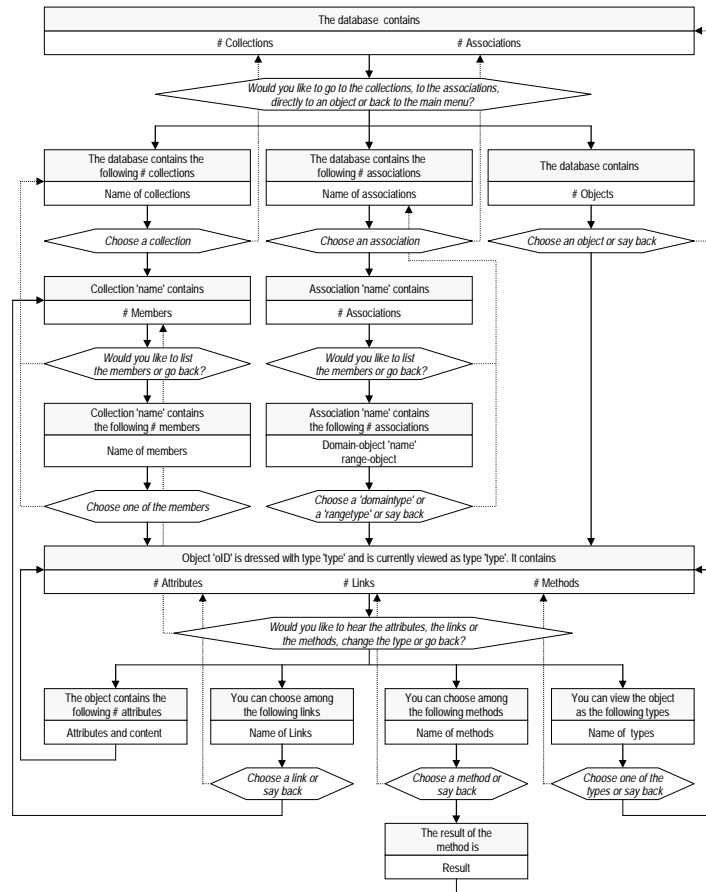 The database contains
# Collections # Associations
Would you like to go to the collections, to the associations,
directly to an object or back to the main menu?
The database contains the
following # collections
Name of collections
The database contains the
following # associations
Name of associations
The database contains
# Objects
Choose a collection
Choose an association
Choose an object or say back
Collection 'name' contains
# Members
Association 'name' contains
# Associations
Would you like to list
the members or go back?
Would you like to list
the members or go back?
Collection 'name' contains
the following # members
Name of members
Association 'name' contains
the following # associations
Domain-object 'name'
range-object
Choose one of the members
Choose a 'domaintype' or
a 'rangetype' or say back
Object 'oID' is dressed with type 'type' and is currently viewed as type 'type'. It contains
# Attributes # Links # Methods
Would you like to hear the attributes, the links or
the methods, change the type or go back?
The object contains the
following # attributes
Attributes and content
You can choose among
the following links
Name of Links
You can choose among
the following methods
Name of methods
You can view the object
as the following types
Name of types
Choose a link or
say back
Choose a method or
say back
Choose one of the
types or say back
The result of the
method is
Result